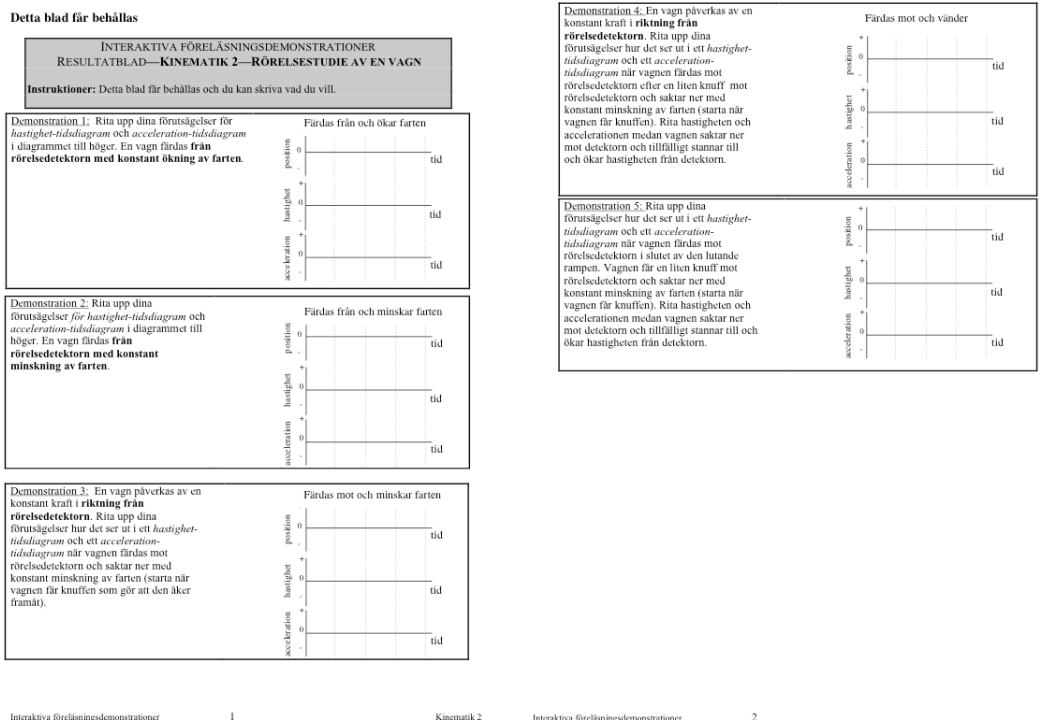 Detta blad får behållas
INTERAKTIVA FÖRELÄSNINGSDEMONSTRATIONER
RESULTATBLAD—KINEMATIK 2—RÖRELSESTUDIE AV EN VAGN
Instruktioner: Detta blad får behållas och du kan skriva vad du vill.
Demonstration 1: Rita upp dina förutsägelser för
hastighet-tidsdiagram och acceleration-tidsdiagram
i diagrammet till höger. En vagn färdas från
rörelsedetektorn med konstant ökning av farten.
Färdas från och ökar farten
position
+
0
-
tid
hastighet
+
0
-
tid
acceleration
+
0
-
tid
Demonstration 2: Rita upp dina
förutsägelser för hastighet-tidsdiagram och
acceleration-tidsdiagram i diagrammet till
höger. En vagn färdas från
rörelsedetektorn med konstant
minskning av farten.
Färdas från och minskar farten
position
0
-
tid
hastighet
+
0
-
tid
acceleration
+
0
-
tid
Demonstration 3: En vagn påverkas av en
konstant kraft i riktning från
rörelsedetektorn. Rita upp dina
förutsägelser hur det ser ut i ett hastighet-
tidsdiagram och ett acceleration-
tidsdiagram när vagnen färdas mot
rörelsedetektorn och saktar ner med
konstant minskning av farten (starta när
vagnen får knuffen som gör att den åker
framåt).
Färdas mot och minskar farten
position
0
-
tid
hastighet
+
0
-
tid
acceleration
+
0
-
tid
Interaktiva föreläsningsdemonstrationer 1 Kinematik 2
Demonstration 4: En vagn påverkas av en
konstant kraft i riktning från
rörelsedetektorn. Rita upp dina
förutsägelser hur det ser ut i ett hastighet-
tidsdiagram och ett acceleration-
tidsdiagram när vagnen färdas mot
rörelsedetektorn efter en liten knuff mot
rörelsedetektorn och saktar ner med
konstant minskning av farten (starta när
vagnen får knuffen). Rita hastigheten och
accelerationen medan vagnen saktar ner
mot detektorn och tillfälligt stannar till
och ökar hastigheten från detektorn.
Färdas mot och vänder
position
+
0
-
tid
hastighet
+
0
-
tid
acceleration
+
0
-
tid
Demonstration 5: Rita upp dina
förutsägelser hur det ser ut i ett hastighet-
tidsdiagram och ett acceleration-
tidsdiagram när vagnen färdas mot
rörelsedetektorn i slutet av den lutande
rampen. Vagnen får en liten knuff mot
rörelsedetektorn och saktar ner med
konstant minskning av farten (starta när
vagnen får knuffen). Rita hastigheten och
accelerationen medan vagnen saktar ner
mot detektorn och tillfälligt stannar till och
ökar hastigheten från detektorn.
position
+
0
-
tid
hastighet
+
0
-
tid
acceleration
+
0
-
tid
Interaktiva föreläsningsdemonstrationer 2